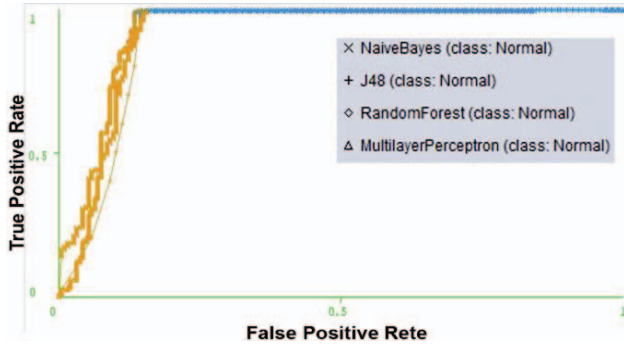 1
× NaiveBayes (class: Normal)
+ J48 (class: Normal)
◇ RandomForest (class: Normal)
△ MultilayerPerceptron (class: Normal)
True Positive Rate
0.5
0
0
0.5
1
False Positive Rete